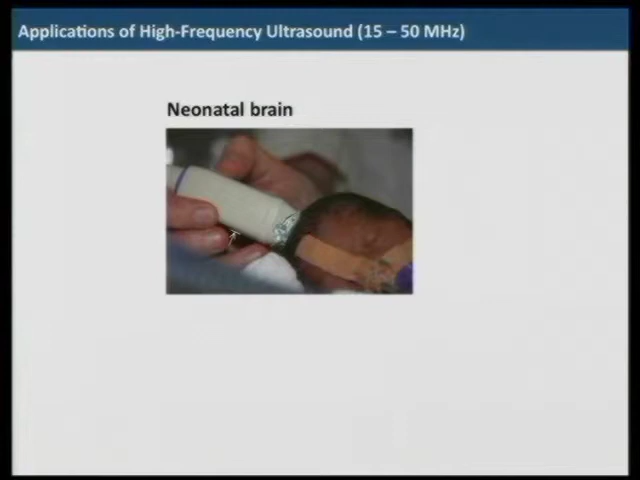 Applications of High-Frequency Ultrasound (15 – 50 MHz)
Neonatal brain